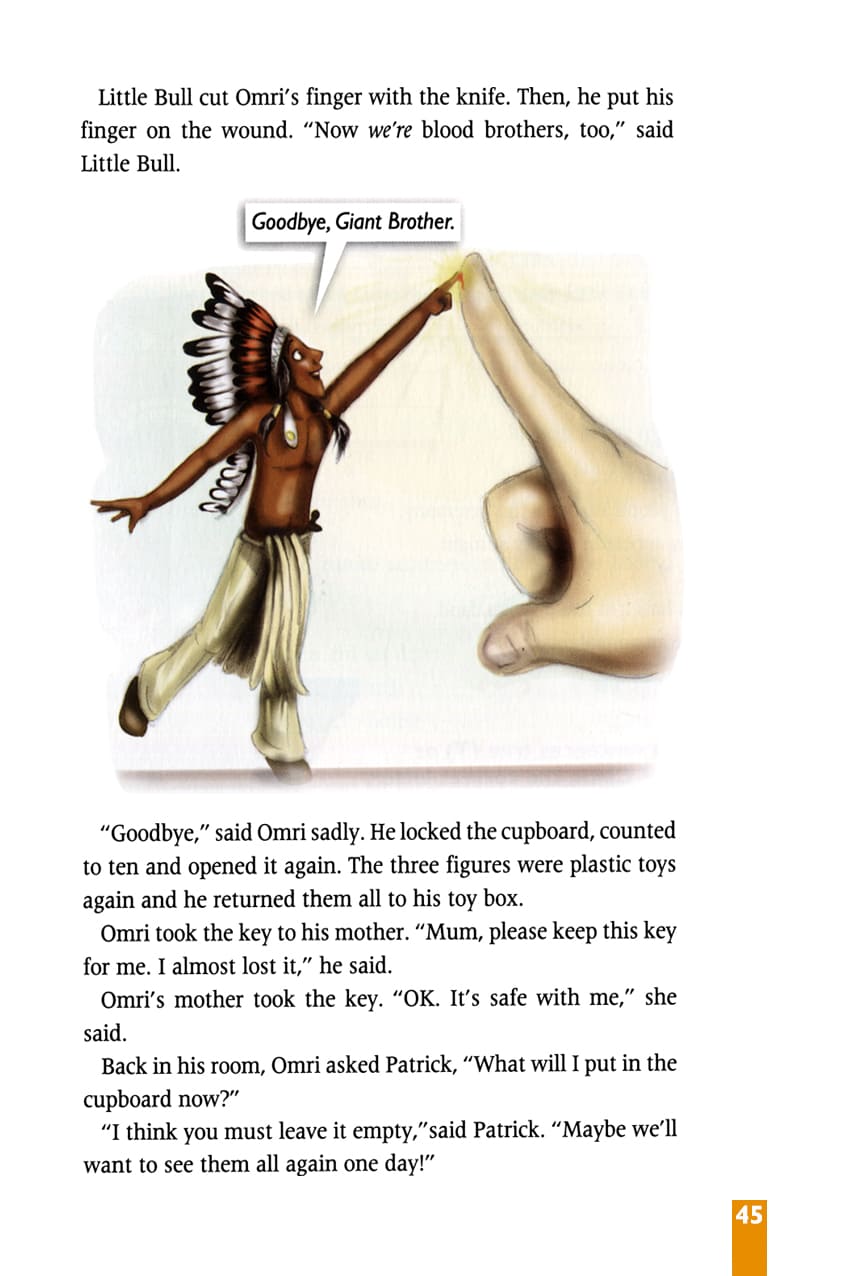 Little Bull cut Omri's finger with the knife. Then, he put his
finger on the wound. “Now we're blood brothers, too,” said
Little Bull.
Goodbye, Giant Brother.
“Goodbye,” said Omri sadly. He locked the cupboard, counted
to ten and opened it again. The three figures were plastic toys
again and he returned them all to his toy box.
Omri took the key to his mother. “Mum, please keep this key
for me. I almost lost it,” he said.
Omri's mother took the key. “OK. It's safe with me,” she
said.
Back in his room, Omri asked Patrick, “What will I put in the
cupboard now?”
“I think you must leave it empty,”said Patrick. “Maybe we'll
want to see them all again one day!”
45